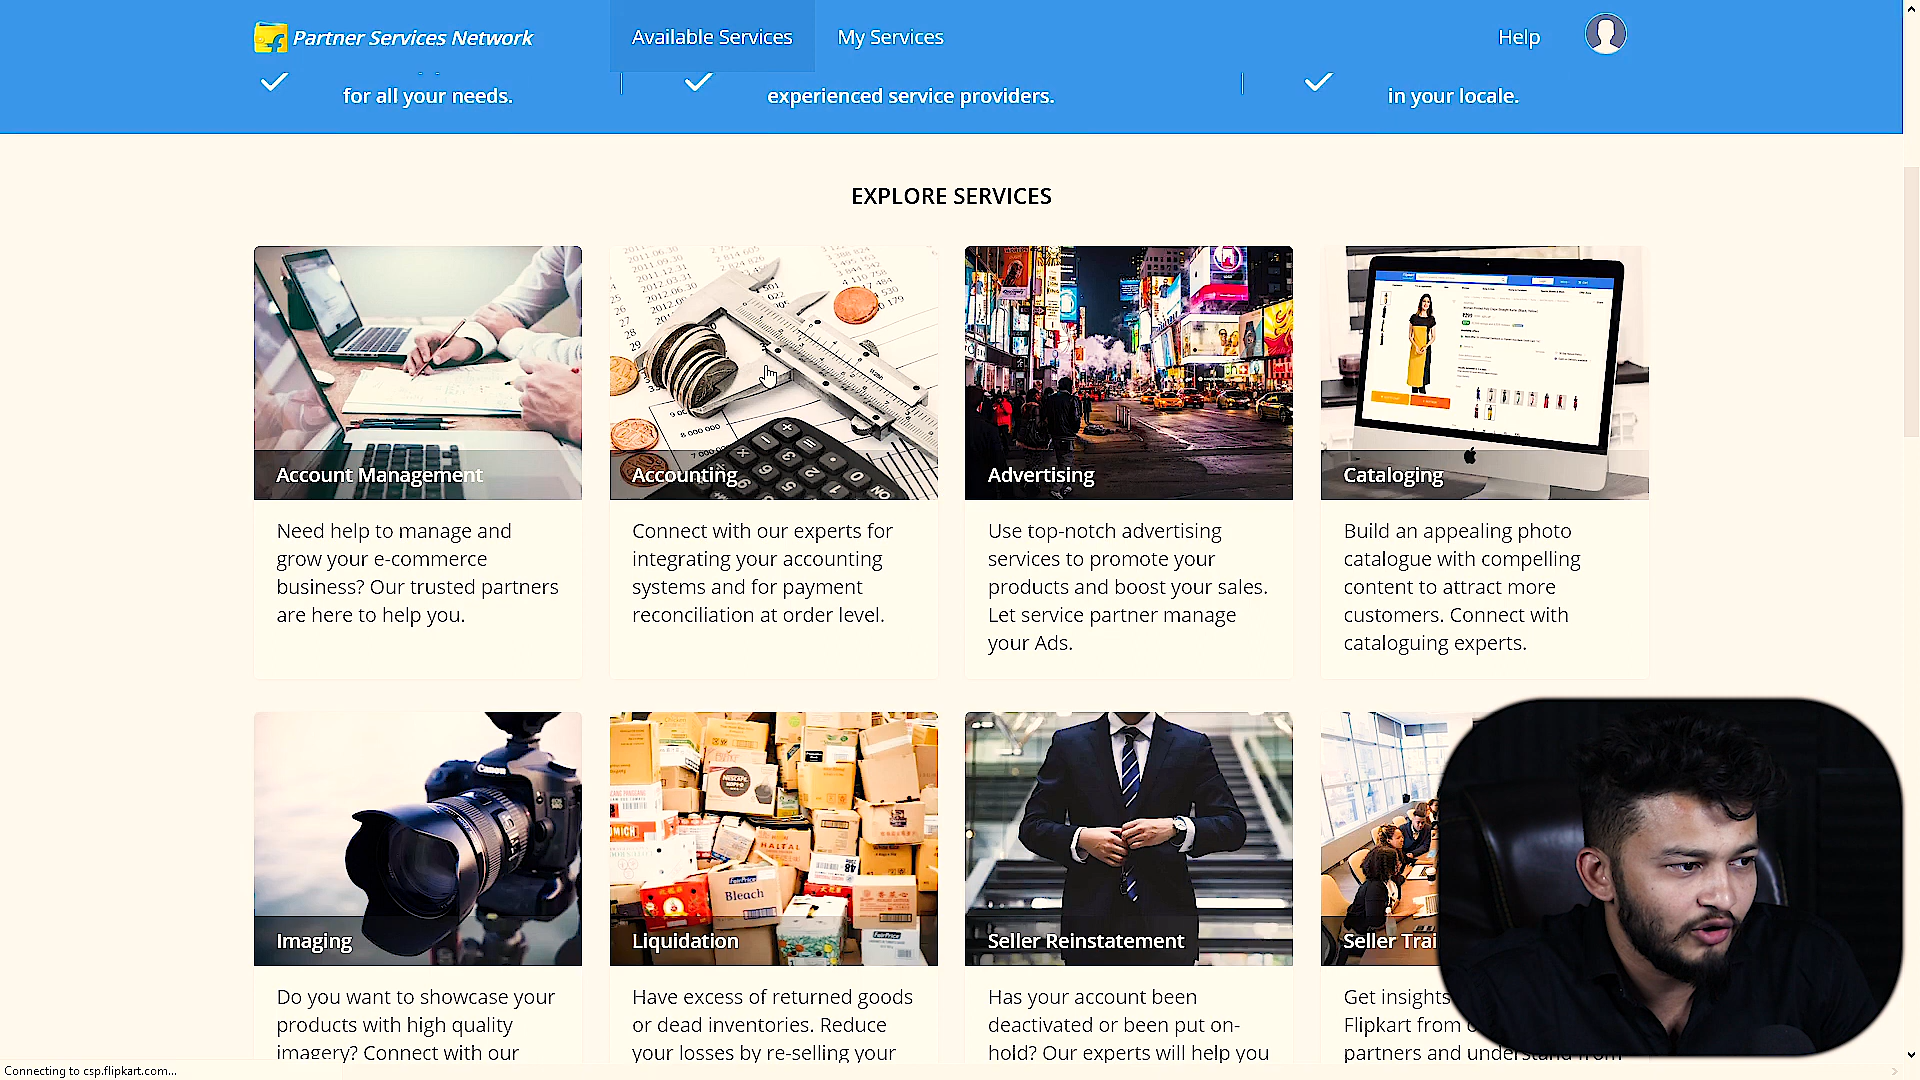 Partner Services Network
Available Services
My Services
Help
for all your needs.
experienced service providers.
in your locale.
EXPLORE SERVICES
Account Management
Need help to manage and
grow your e-commerce
business? Our trusted partners
are here to help you.
Accounting
Connect with our experts for
integrating your accounting
systems and for payment
reconciliation at order level.
Advertising
Use top-notch advertising
services to promote your
products and boost your sales.
Let service partner manage
your Ads.
Cataloging
Build an appealing photo
catalogue with compelling
content to attract more
customers. Connect with
cataloguing experts.
Canon
Imaging
Do you want to showcase your
products with high quality
imagery? Connect with our
Bleach
Liquidation
Have excess of returned goods
or dead inventories. Reduce
your losses by re-selling your
Seller Reinstatement
Has your account been
deactivated or been put on-
hold? Our experts will help you
Seller Trai
Get insights
Flipkart from
partners and understand from
Connecting to csp.flipkart.com...